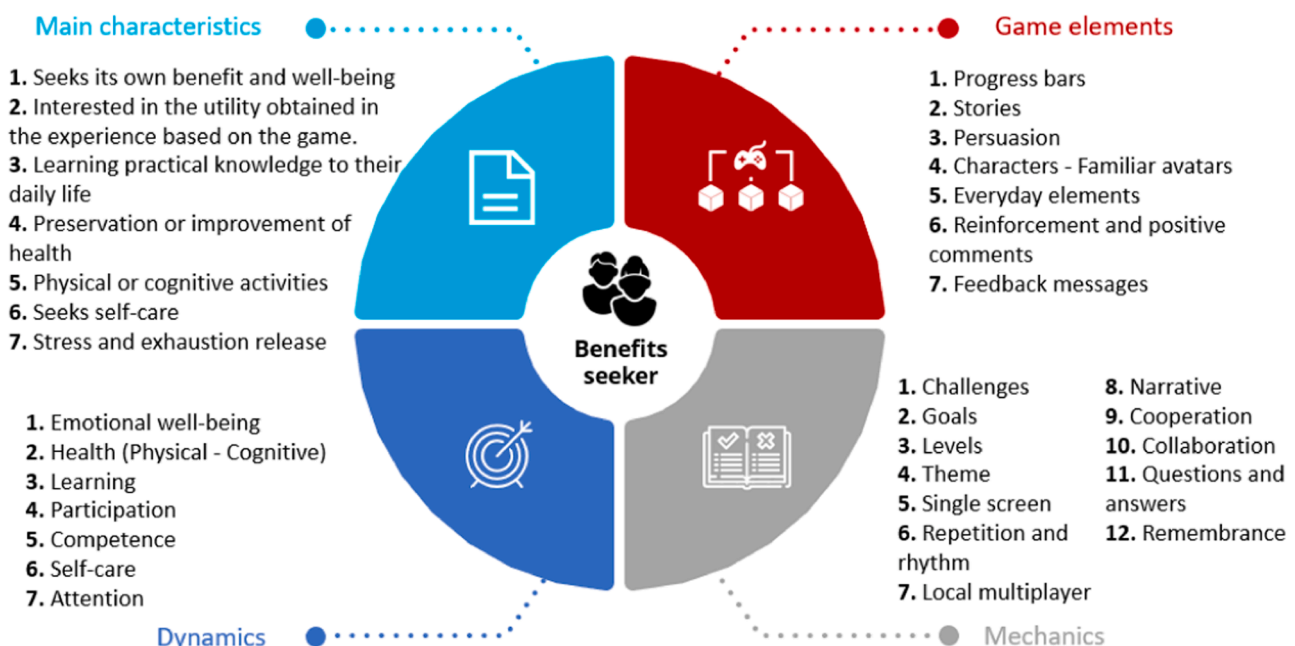 Main characteristics
1. Seeks its own benefit and well-being
2. Interested in the utility obtained in
the experience based on the game.
3. Learning practical knowledge to their
daily life
4. Preservation or improvement of
health
5. Physical or cognitive activities
6. Seeks self-care
7. Stress and exhaustion release
Game elements
1. Progress bars
2. Stories
3. Persuasion
4. Characters - Familiar avatars
5. Everyday elements
6. Reinforcement and positive
comments
7. Feedback messages
Benefits
seeker
1. Emotional well-being
2. Health (Physical - Cognitive)
3. Learning
4. Participation
5. Competence
6. Self-care
7. Attention
Dynamics
1. Challenges
2. Goals
3. Levels
4. Theme
5. Single screen
6. Repetition and
rhythm
7. Local multiplayer
8. Narrative
9. Cooperation
10. Collaboration
11. Questions and
answers
12. Remembrance
Mechanics